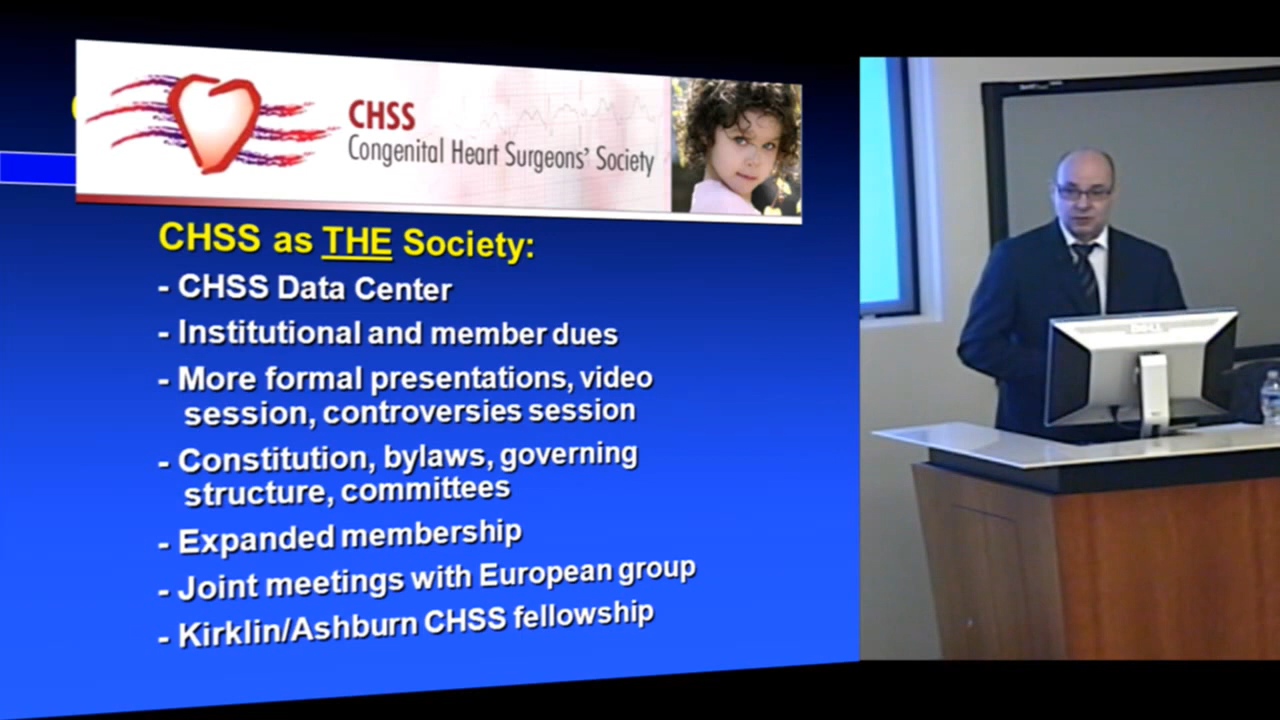 CHSS
Congenital Heart Surgeons' Society
CHSS as THE Society:
- CHSS Data Center
- Institutional and member dues
- More formal presentations, video
session, controversies session
- Constitution, bylaws, governing
structure, committees
- Expanded membership
- Joint meetings with European group
- Kirklin/Ashburn CHSS fellowship
DELL